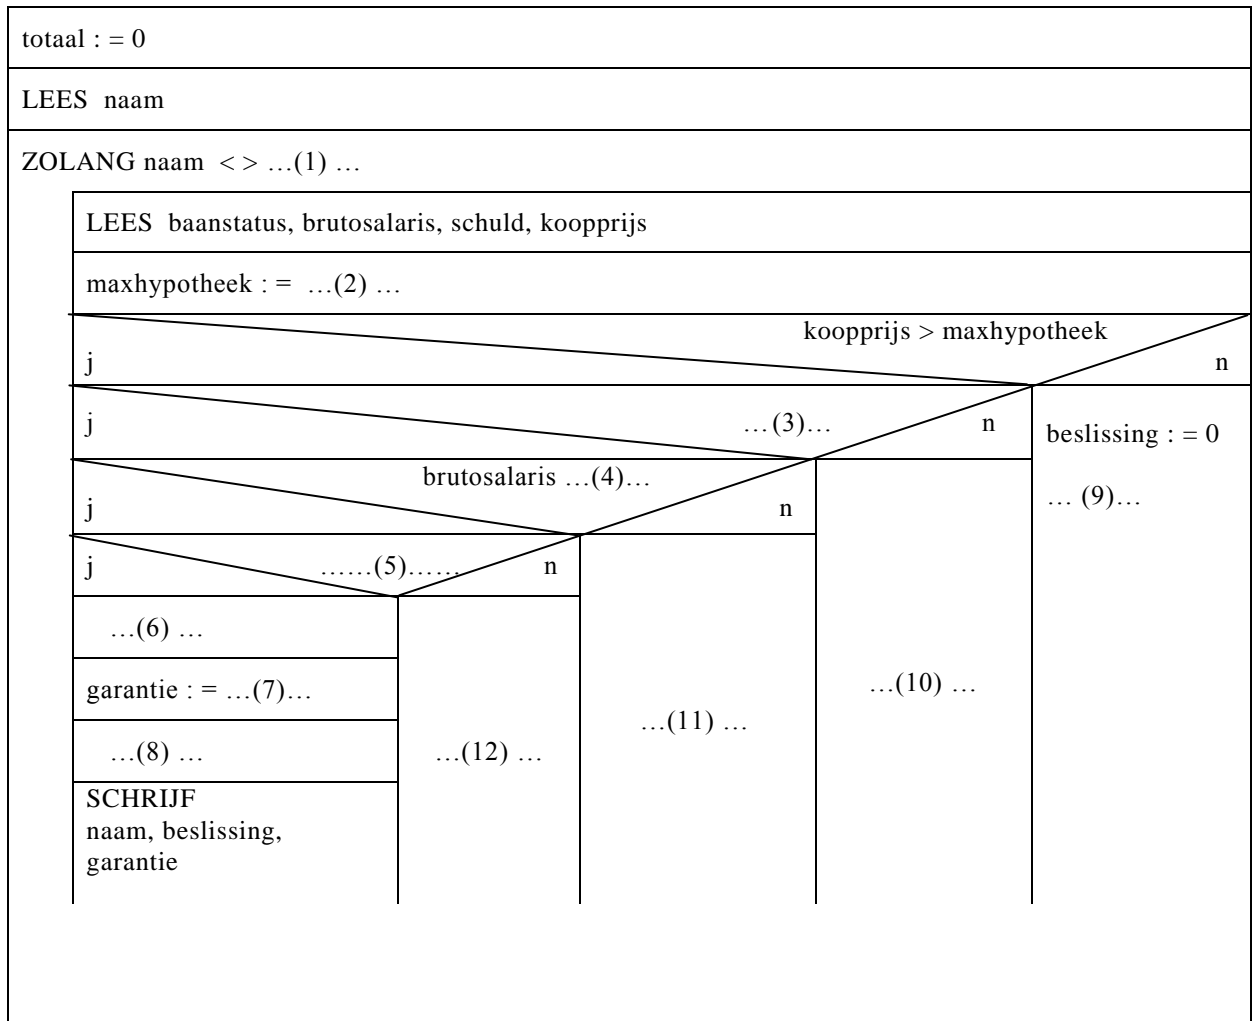 totaal : = 0
LEES naam
ZOLANG naam < > …(1) …
LEES baanstatus, brutosalaris, schuld, koopprijs
maxhypotheek : = …(2) …
koopprijs > maxhypotheek
j
n
j
…(3)…
n
beslissing : = 0
brutosalaris …(4)…
j
n
… (9)…
j
……(5)……
n
…(6) …
garantie : = …(7)…
…(10) …
…(11) …
…(8) …
…(12) …
SCHRIJF
naam, beslissing,
garantie